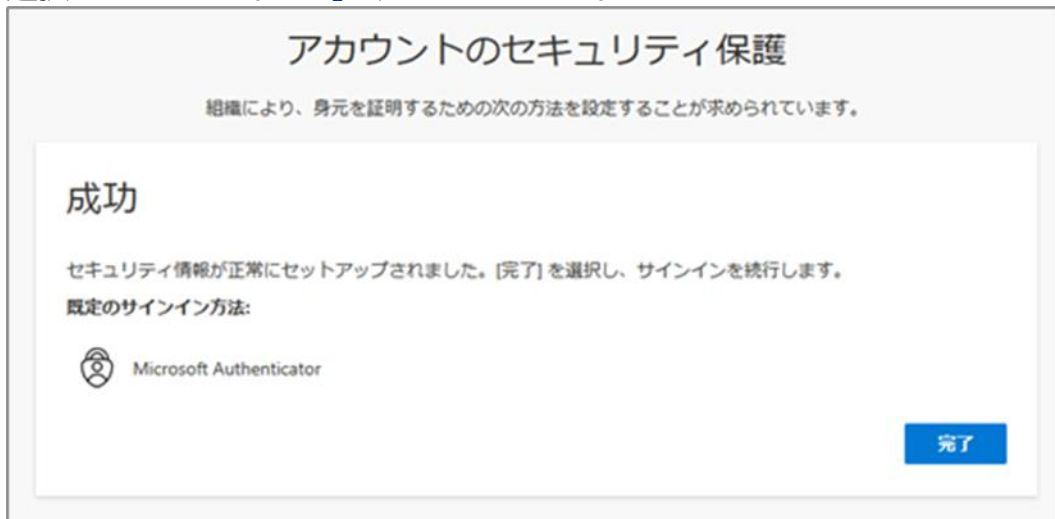 アカウントのセキュリティ保護
組織により、身元を証明するための次の方法を設定することが求められています。
成功
セキュリティ情報が正常にセットアップされました。[完了] を選択し、サインインを続行します。
既定のサインイン方法:
Microsoft Authenticator
完了